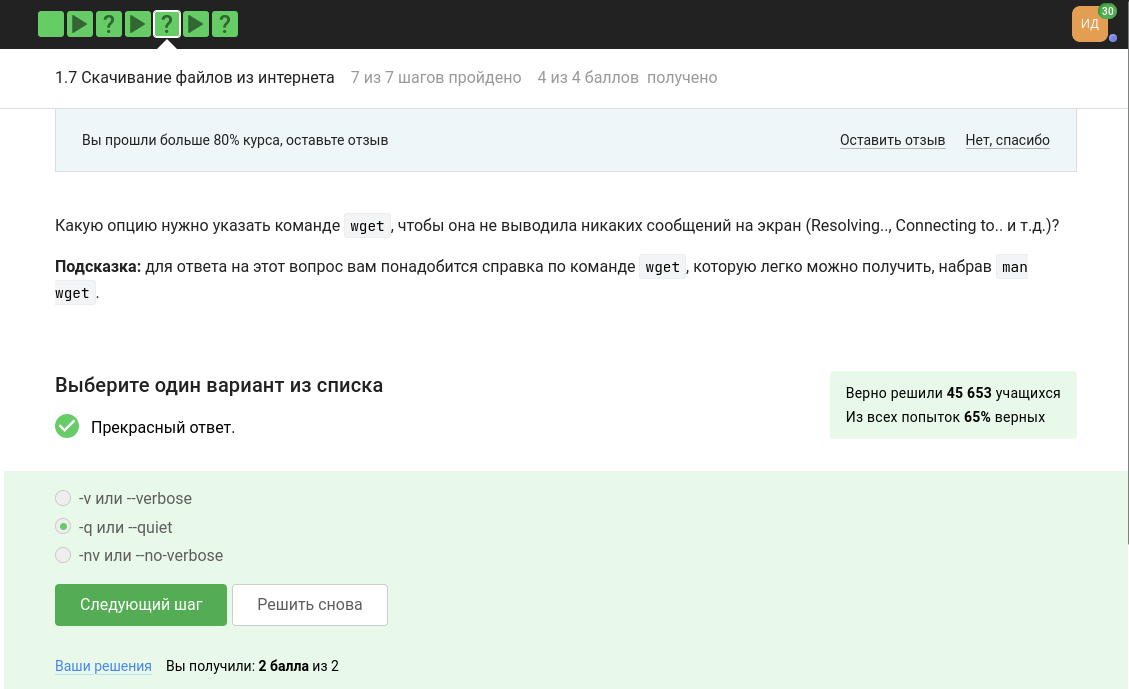 ? ? ?
ИД 30
1.7 Скачивание файлов из интернета 7 из 7 шагов пройдено 4 из 4 баллов получено
Вы прошли больше 80% курса, оставьте отзыв Оставить отзыв Нет, спасибо
Какую опцию нужно указать команде wget, чтобы она не выводила никаких сообщений на экран (Resolving.., Connecting to.. и т.д.)?
Подсказка: для ответа на этот вопрос вам понадобится справка по команде wget, которую легко можно получить, набрав man
wget.
Выберите один вариант из списка
Прекрасный ответ.
Верно решили 45 653 учащихся
Из всех попыток 65% верных
-v или --verbose
-q или --quiet
-nv или --no-verbose
Следующий шаг Решить снова
Ваши решения Вы получили: 2 балла из 2